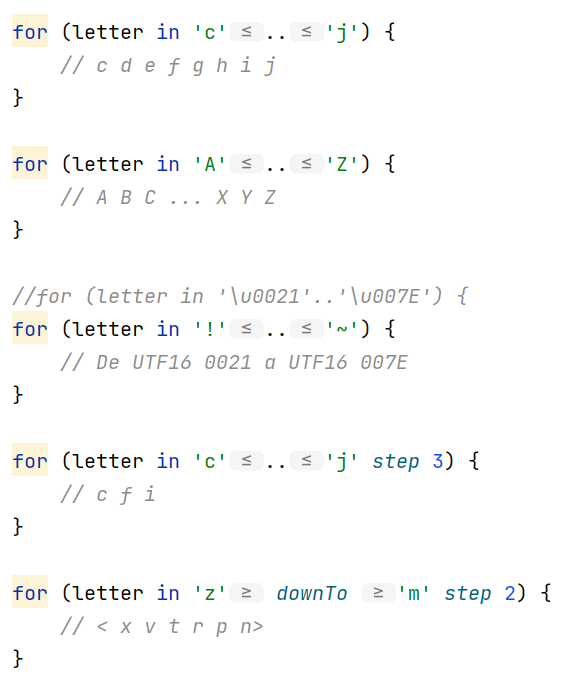 for (letter in 'c' ≤ .. ≤ 'j') {
    // c d e f g h i j
}

for (letter in 'A' ≤ .. ≤ 'Z') {
    // A B C ... X Y Z
}

//for (letter in '\u0021'..'\u007E') {
for (letter in '!' ≤ .. ≤ '~') {
    // De UTF16 0021 a UTF16 007E
}

for (letter in 'c' ≤ .. ≤ 'j' step 3) {
    // c f i
}

for (letter in 'z' ≥ downTo ≥ 'm' step 2) {
    // < x v t r p n>
}